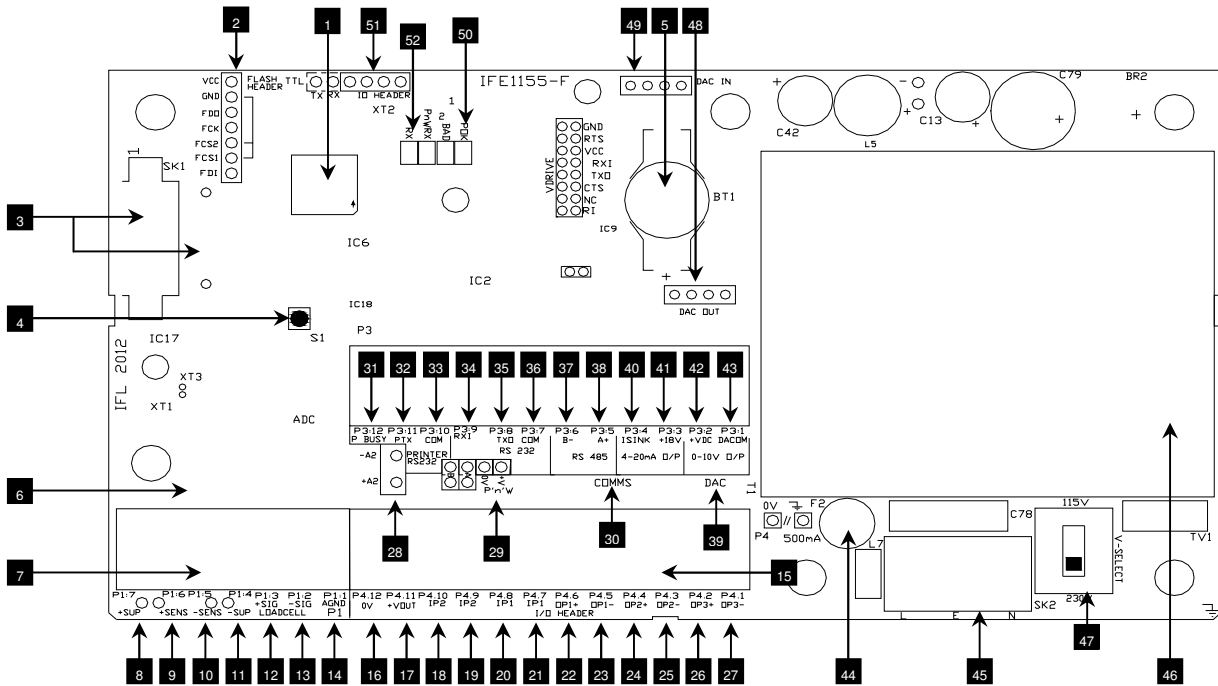 2
1
51
52
50
49
5
48
VCC
FLASH
HEADER
GND
FDO
FCK
FCS2
FCS1
FDI
TTL
TX RX
IO HEADER
XT2
IFE1155-F
DAC IN
C79
BR2
+
-
+
+
+
+
C42
L5
C13
1
2
RX
PnWRX
BAD
POK
1
SK1
VDRIVE
GND
RTS
VCC
RXI
TXO
CTS
NC
RI
BT1
IC9
+
3
IC6
IC2
DAC OUT
4
S1
IC18
P3
IC17
IFL 2012
XT3
XT1
ADC
31
32
33
34
35
36
37
38
40
41
42
43
P3:12
P3:11
P3:10
P3:9
P3:8
P3:7
P3:6
P3:5
P3:4
P3:3
P3:2
P3:1
P BUSY
PTX
COM
RX1
TXO
COM
B-
A+
ISINK
+18V
+VDC
DACOM
RS 232
RS 485
4-20mA O/P
0-10V O/P
-A2
PRINTER
RS232
+A2
-B
-A
0V
+V
P'n'W
COMMS
DAC
T1
6
28
29
30
39
0V
F2
P4
//
500mA
C78
115V
V-SELECT
230V
TV1
L7
SK2
L
E
N
7
15
P1:7
P1:6
P1:5
P1:4
P1:3
P1:2
P1:1
P4.12
P4.11
P4.10
P4.9
P4.8
P4.7
P4.6
P4.5
P4.4
P4.3
P4.2
P4.1
+SUP
+SENS
-SENS
-SUP
+SIG
-SIG
AGND
0V
+VOUT
IP2
IP2
IP1
IP1
OP1+
OP1-
OP2+
OP2-
OP3+
OP3-
LOADCELL
P1
I/O HEADER
8
9
10
11
12
13
14
16
17
18
19
20
21
22
23
24
25
26
27
44
45
47
46